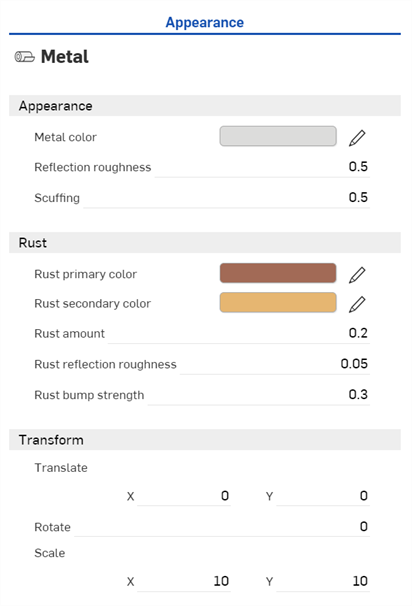 Appearance
Metal
Appearance
Metal color
Reflection roughness 0.5
Scuffing 0.5
Rust
Rust primary color
Rust secondary color
Rust amount 0.2
Rust reflection roughness 0.05
Rust bump strength 0.3
Transform
Translate
X 0 Y 0
Rotate 0
Scale
X 10 Y 10